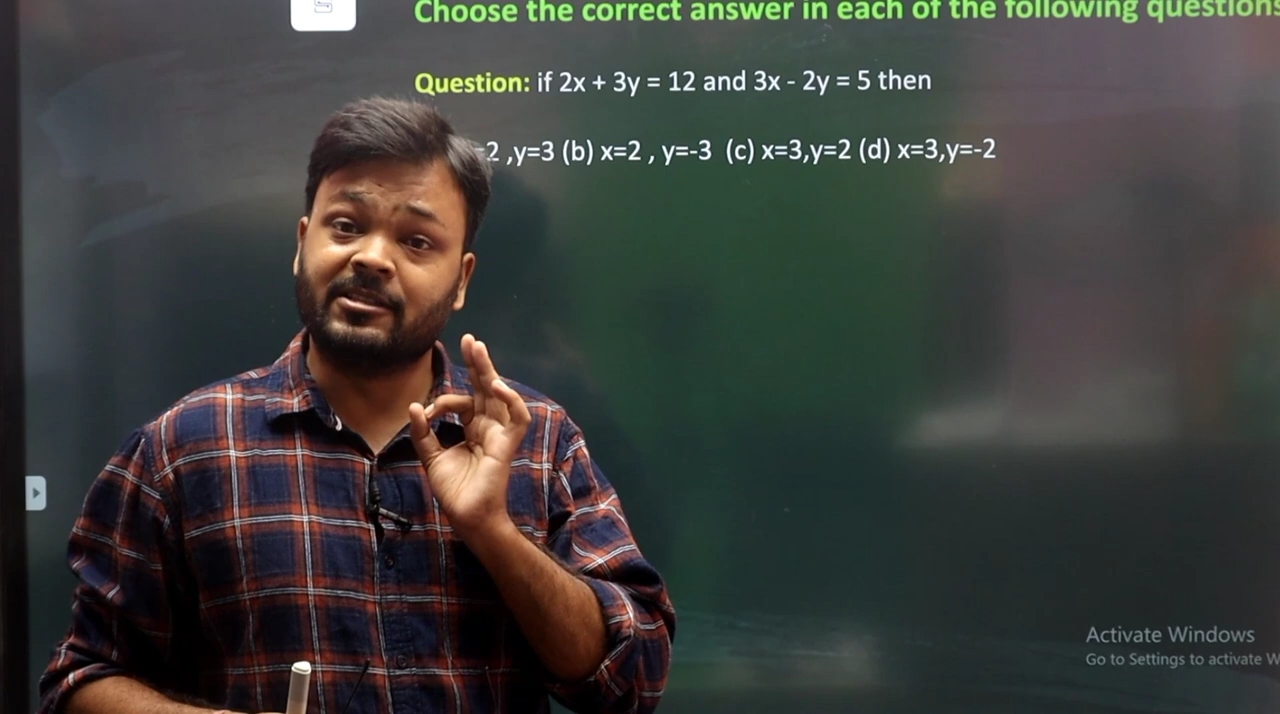 Choose the correct answer in each of the following questions
Question: if 2x + 3y = 12 and 3x - 2y = 5 then
=2 ,y=3 (b) x=2 , y=-3 (c) x=3,y=2 (d) x=3,y=-2
Activate Windows
Go to Settings to activate W